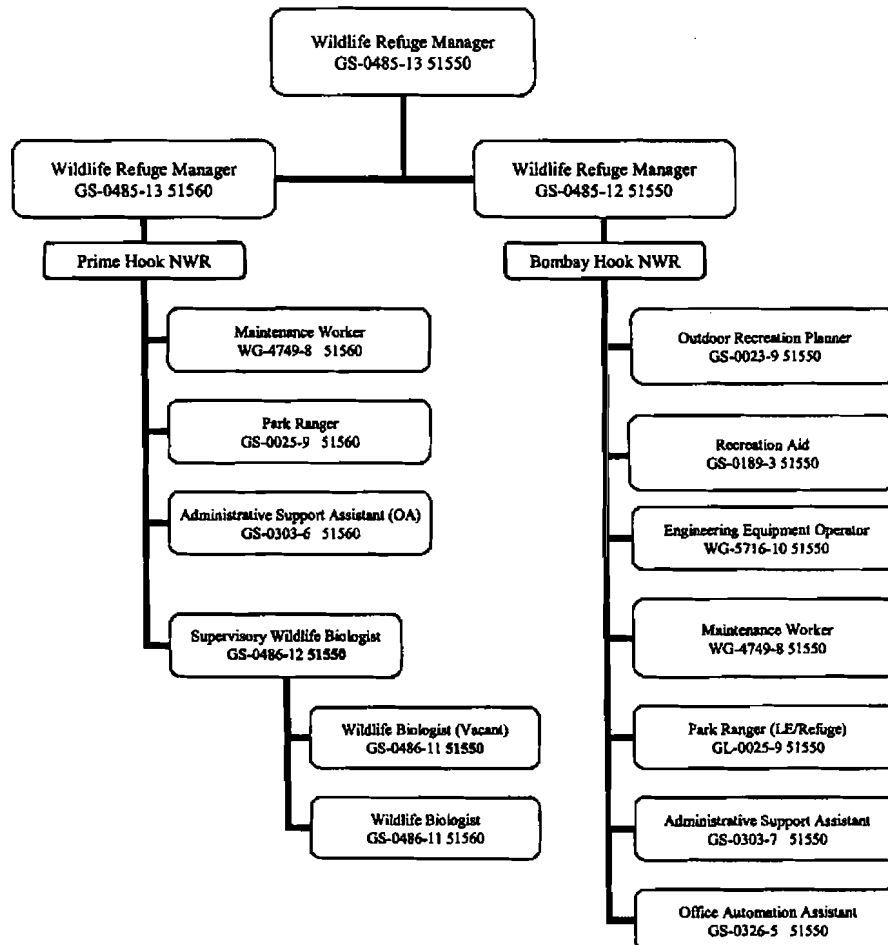 Wildlife Refuge Manager
GS-0485-13 51550
Wildlife Refuge Manager
GS-0485-13 51560
Prime Hook NWR
Maintenance Worker
WG-4749-8 51560
Park Ranger
GS-0025-9 51560
Administrative Support Assistant (OA)
GS-0303-6 51560
Supervisory Wildlife Biologist
GS-0486-12 51550
Wildlife Biologist (Vacant)
GS-0486-11 51550
Wildlife Biologist
GS-0486-11 51560
Wildlife Refuge Manager
GS-0485-12 51550
Bombay Hook NWR
Outdoor Recreation Planner
GS-0023-9 51550
Recreation Aid
GS-0189-3 51550
Engineering Equipment Operator
WG-5716-10 51550
Maintenance Worker
WG-4749-8 51550
Park Ranger (LE/Refuge)
GL-0025-9 51550
Administrative Support Assistant
GS-0303-7 51550
Office Automation Assistant
GS-0326-5 51550